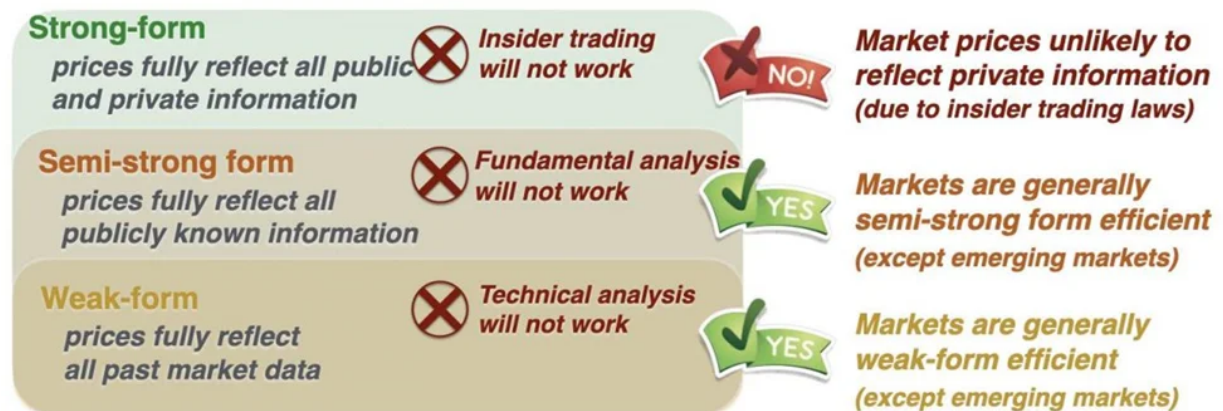 Strong-form
prices fully reflect all public
and private information
Insider trading
will not work
NO!
Market prices unlikely to
reflect private information
(due to insider trading laws)
Semi-strong form
prices fully reflect all
publicly known information
Fundamental analysis
will not work
YES
Markets are generally
semi-strong form efficient
(except emerging markets)
Weak-form
prices fully reflect
all past market data
Technical analysis
will not work
YES
Markets are generally
weak-form efficient
(except emerging markets)